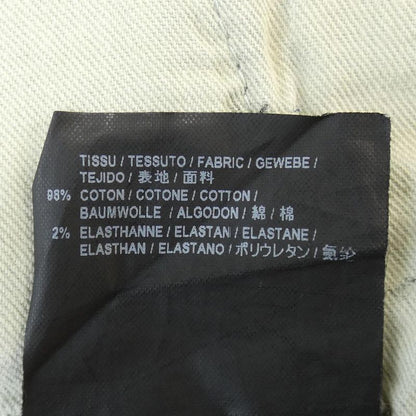 TISSU / TESSUTO / FABRIC / GEWEBE /
TEJIDO / 表地 / 面料
98% COTON / COTONE / COTTON /
BAUMWOLLE / ALGODON / 綿 / 棉
2% ELASTHANNE / ELASTAN / ELASTANE /
ELASTHAN / ELASTANO / ポリウレタン / 氨纶